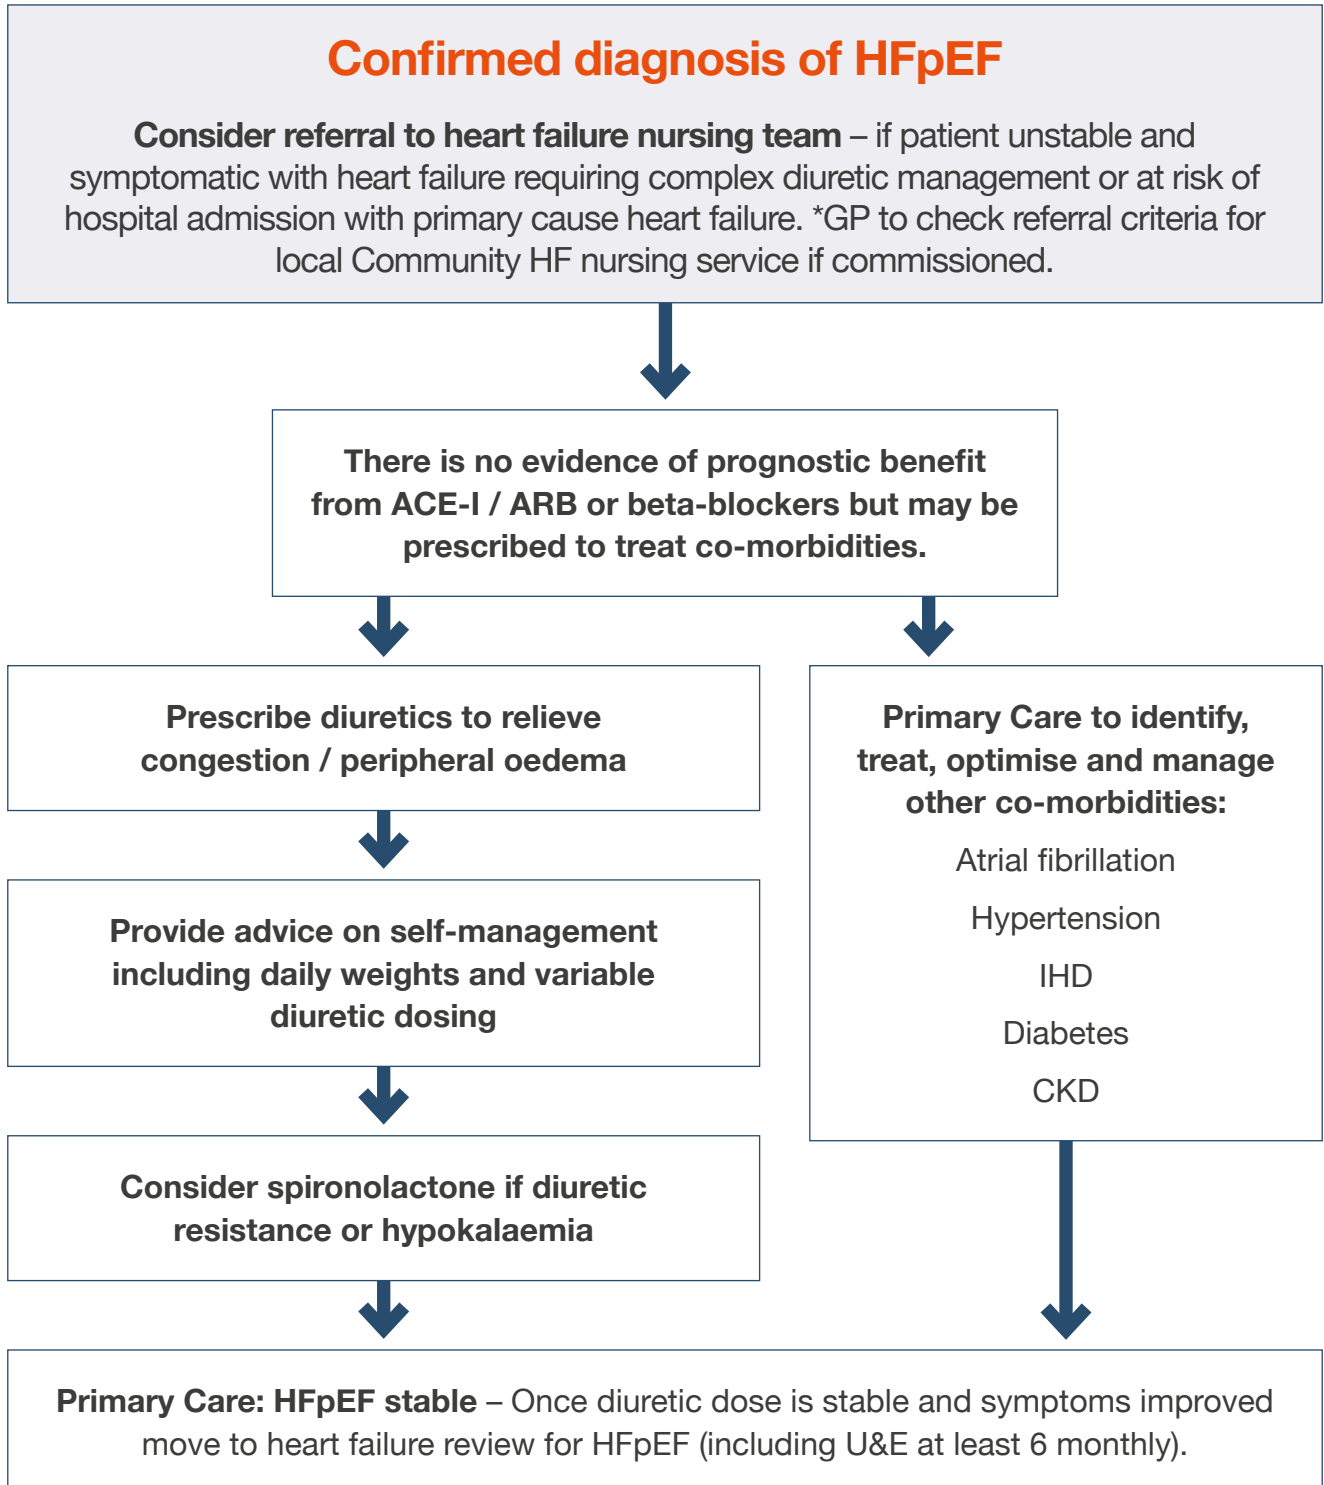 Confirmed diagnosis of HFpEF
Consider referral to heart failure nursing team – if patient unstable and
symptomatic with heart failure requiring complex diuretic management or at risk of
hospital admission with primary cause heart failure. *GP to check referral criteria for
local Community HF nursing service if commissioned.
There is no evidence of prognostic benefit
from ACE-I / ARB or beta-blockers but may be
prescribed to treat co-morbidities.
Prescribe diuretics to relieve
congestion / peripheral oedema
Provide advice on self-management
including daily weights and variable
diuretic dosing
Consider spironolactone if diuretic
resistance or hypokalaemia
Primary Care to identify,
treat, optimise and manage
other co-morbidities:
Atrial fibrillation
Hypertension
IHD
Diabetes
CKD
Primary Care: HFpEF stable – Once diuretic dose is stable and symptoms improved
move to heart failure review for HFpEF (including U&E at least 6 monthly).